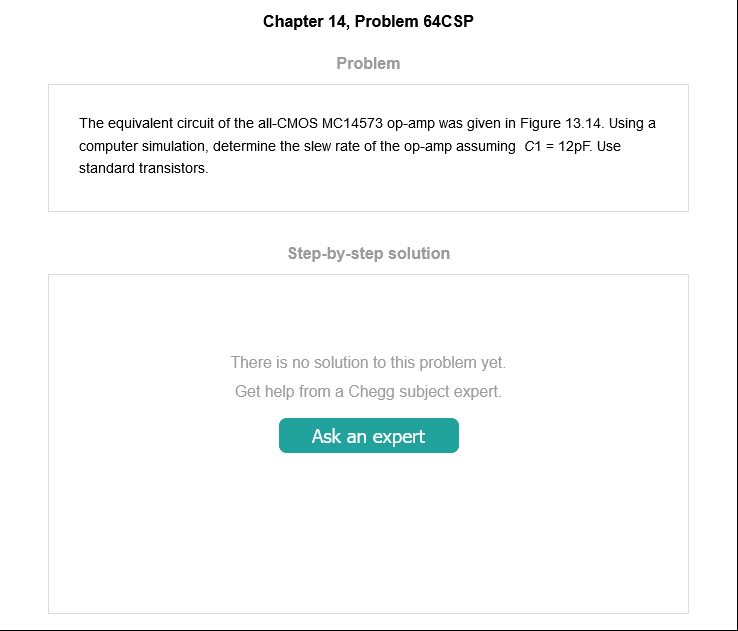 Chapter 14, Problem 64CSP
Problem
The equivalent circuit of the all-CMOS MC14573 op-amp was given in Figure 13.14. Using a
computer simulation, determine the slew rate of the op-amp assuming C1 = 12pF. Use
standard transistors.
Step-by-step solution
There is no solution to this problem yet.
Get help from a Chegg subject expert.
Ask an expert